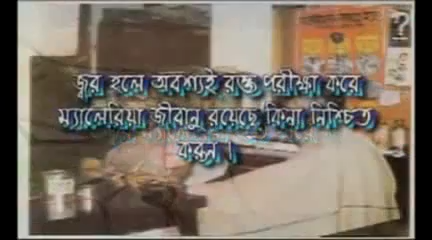 জ্বর হলে অবশ্যই রক্ত পরীক্ষা করে
ম্যালেরিয়া জীবানু রয়েছে কিনা নিশ্চিত
করুন ।
?